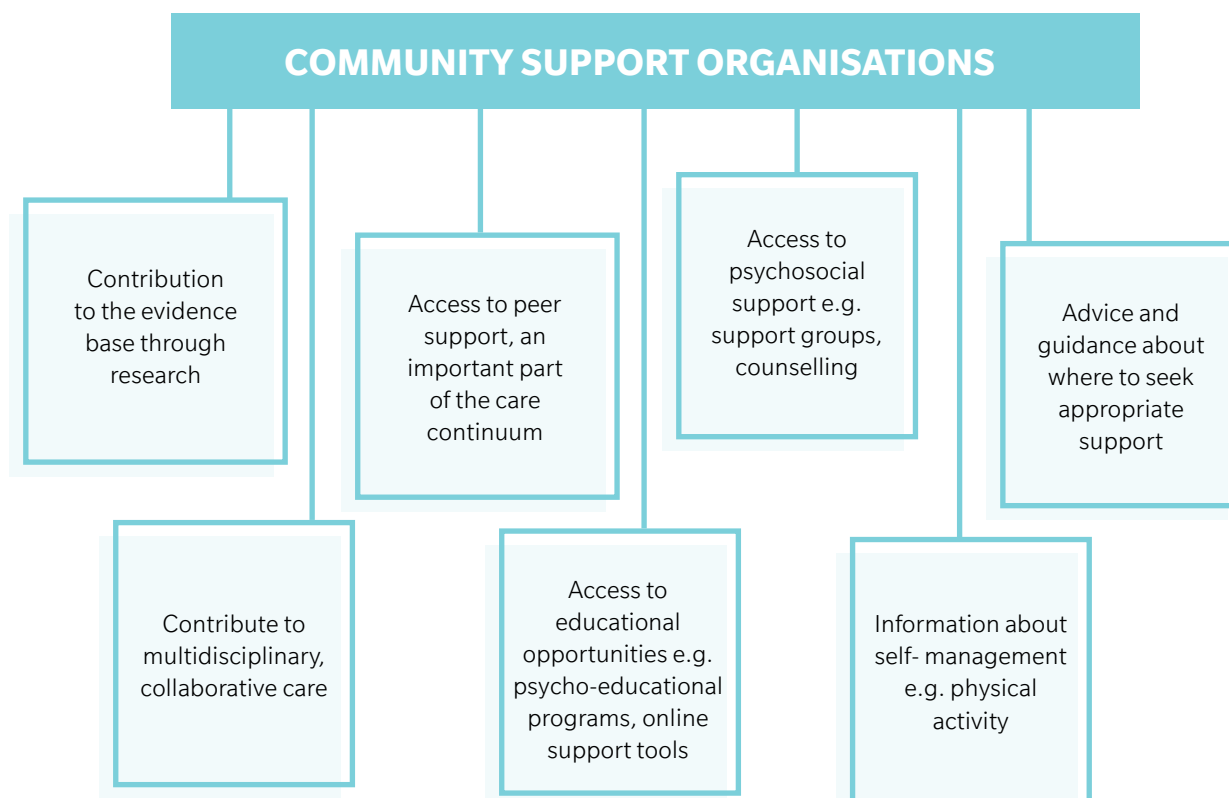 COMMUNITY SUPPORT ORGANISATIONS
Contribution
to the evidence
base through
research
Access to peer
support, an
important part
of the care
continuum
Access to
psychosocial
support e.g.
support groups,
counselling
Advice and
guidance about
where to seek
appropriate
support
Contribute to
multidisciplinary,
collaborative care
Access to
educational
opportunities e.g.
psycho-educational
programs, online
support tools
Information about
self- management
e.g. physical
activity